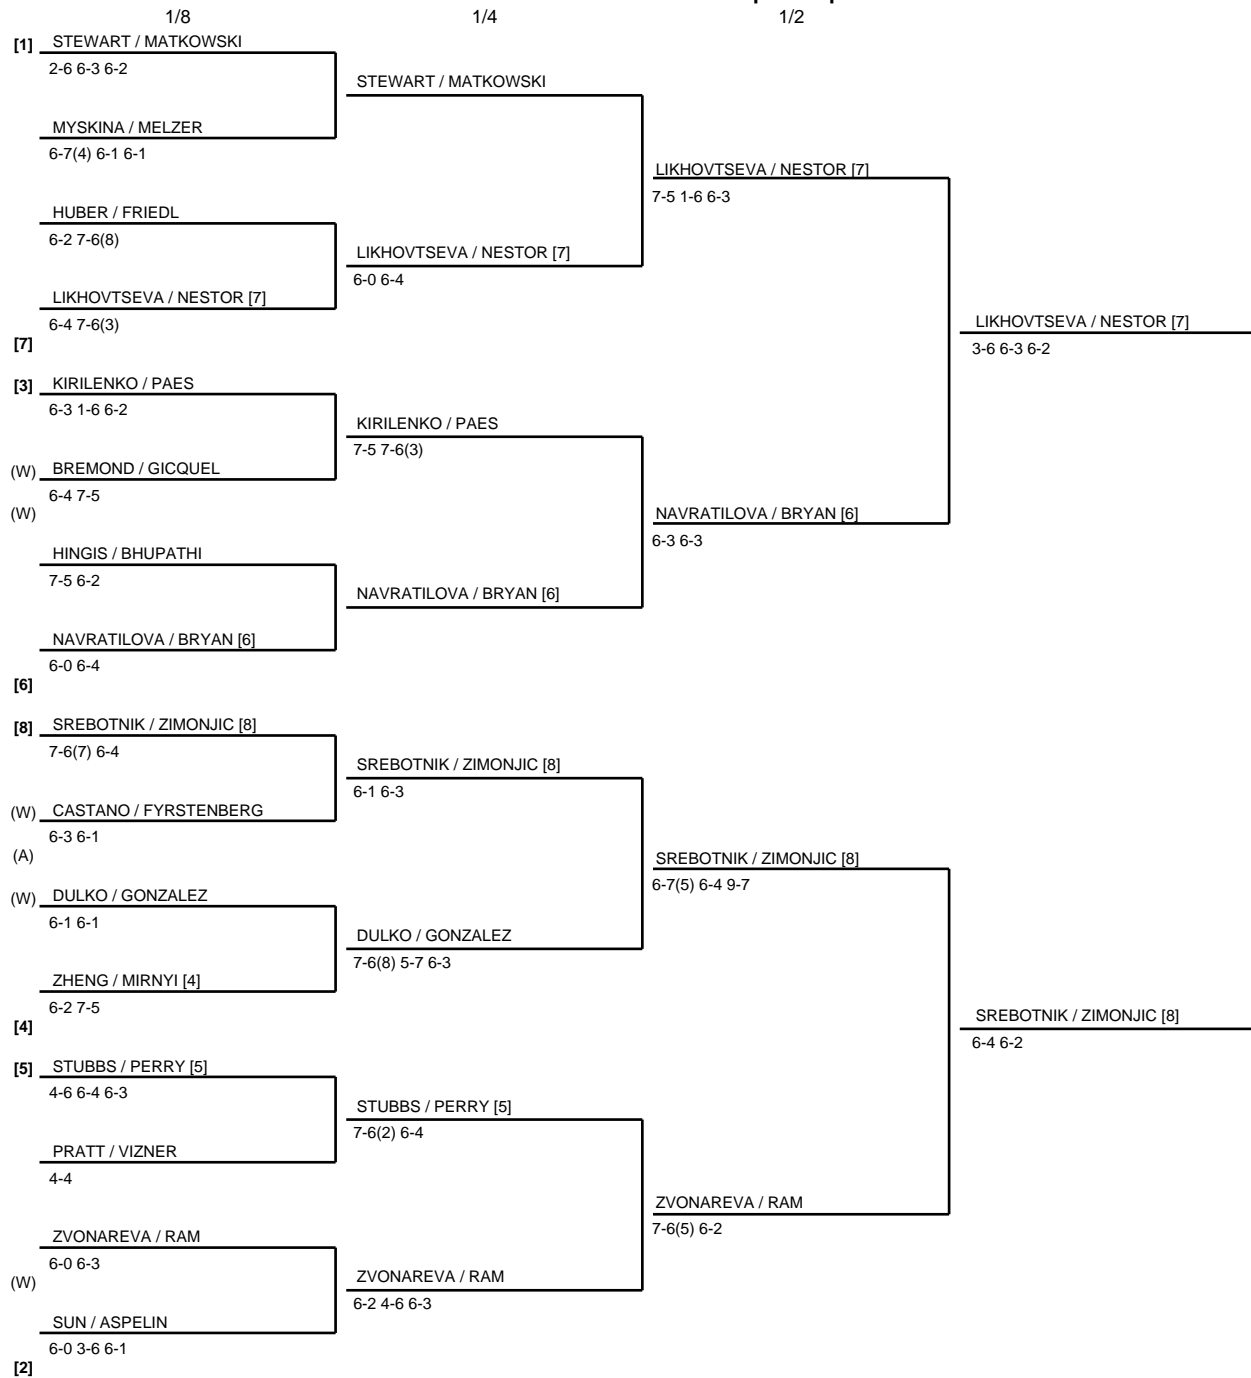 1/8 1/4 1/2
[1] STEWART / MATKOWSKI
2-6 6-3 6-2
STEWART / MATKOWSKI
MYSKINA / MELZER
6-7(4) 6-1 6-1
LIKHOVTSEVA / NESTOR [7]
7-5 1-6 6-3
HUBER / FRIEDL
6-2 7-6(8)
LIKHOVTSEVA / NESTOR [7]
6-0 6-4
LIKHOVTSEVA / NESTOR [7]
6-4 7-6(3)
[7]
LIKHOVTSEVA / NESTOR [7]
3-6 6-3 6-2
[3] KIRILENKO / PAES
6-3 1-6 6-2
KIRILENKO / PAES
7-5 7-6(3)
(W) BREMOND / GICQUEL
6-4 7-5
(W)
NAVRATILOVA / BRYAN [6]
6-3 6-3
HINGIS / BHUPATHI
7-5 6-2
NAVRATILOVA / BRYAN [6]
NAVRATILOVA / BRYAN [6]
6-0 6-4
[6]
[8] SREBOTNIK / ZIMONJIC [8]
7-6(7) 6-4
SREBOTNIK / ZIMONJIC [8]
6-1 6-3
(W) CASTANO / FYRSTENBERG
6-3 6-1
(A)
SREBOTNIK / ZIMONJIC [8]
6-7(5) 6-4 9-7
(W) DULKO / GONZALEZ
6-1 6-1
DULKO / GONZALEZ
7-6(8) 5-7 6-3
ZHENG / MIRNYI [4]
6-2 7-5
[4]
SREBOTNIK / ZIMONJIC [8]
6-4 6-2
[5] STUBBS / PERRY [5]
4-6 6-4 6-3
STUBBS / PERRY [5]
7-6(2) 6-4
PRATT / VIZNER
4-4
ZVONAREVA / RAM
7-6(5) 6-2
ZVONAREVA / RAM
6-0 6-3
(W)
ZVONAREVA / RAM
6-2 4-6 6-3
SUN / ASPELIN
6-0 3-6 6-1
[2]